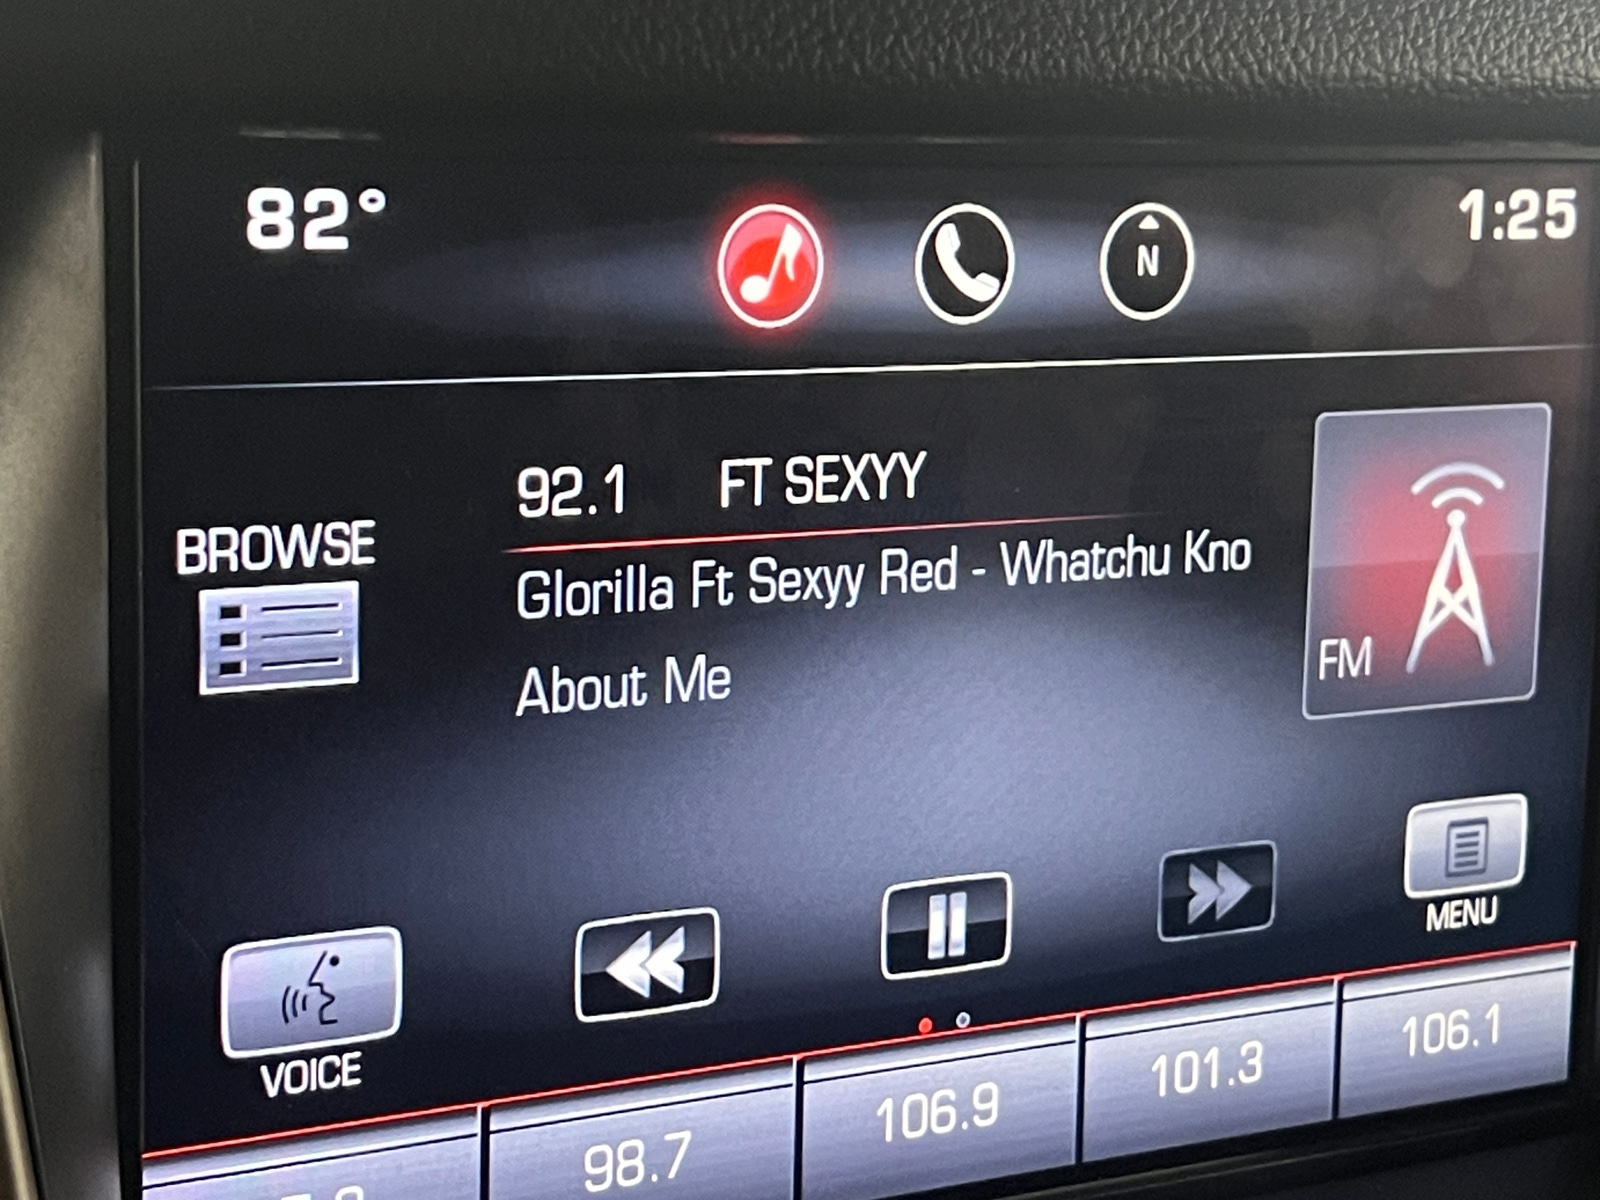 82° N 1:25
92.1 FT SEXYY
BROWSE
Glorilla Ft Sexyy Red - Whatchu Kno
About Me
FM
MENU
VOICE
98.7 106.9 101.3 106.1